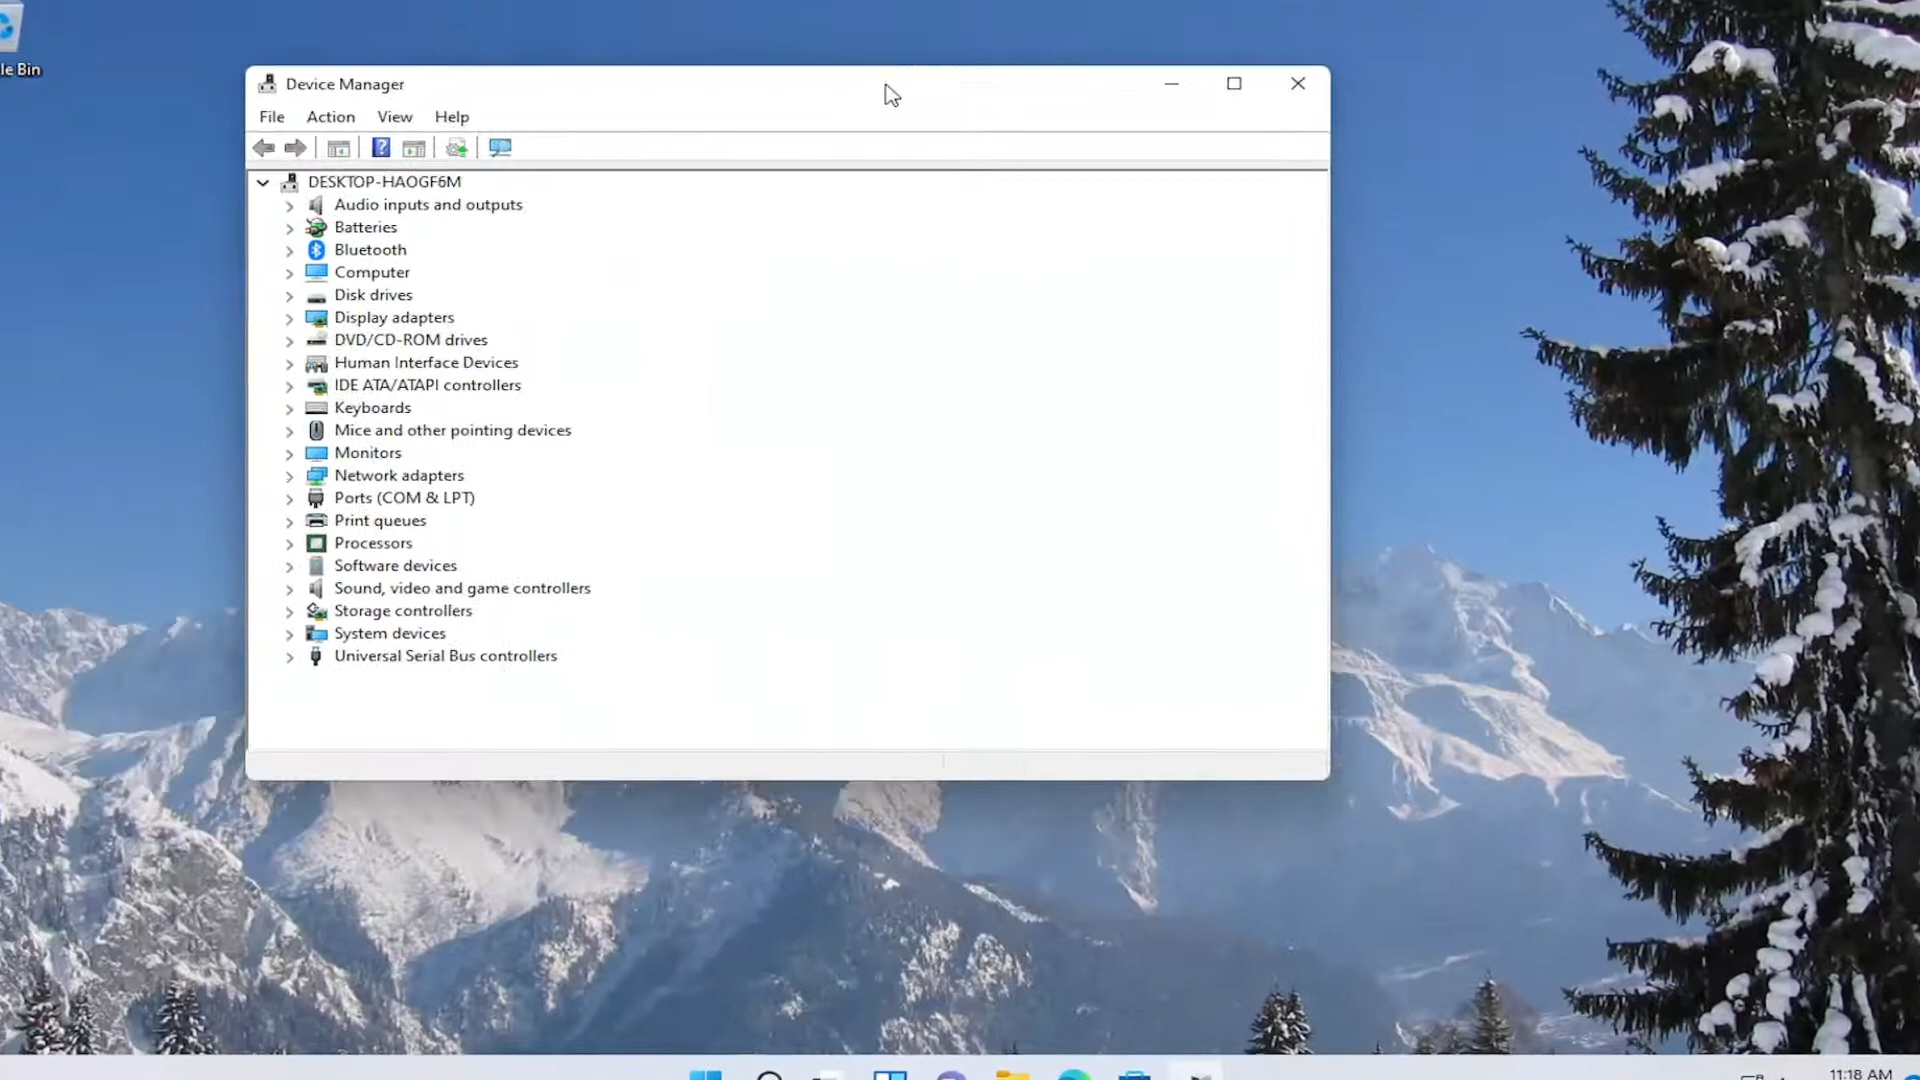 le Bin
Device Manager
File Action View Help
DESKTOP-HAOGF6M
Audio inputs and outputs
Batteries
Bluetooth
Computer
Disk drives
Display adapters
DVD/CD-ROM drives
Human Interface Devices
IDE ATA/ATAPI controllers
Keyboards
Mice and other pointing devices
Monitors
Network adapters
Ports (COM & LPT)
Print queues
Processors
Software devices
Sound, video and game controllers
Storage controllers
System devices
Universal Serial Bus controllers
11:18 AM